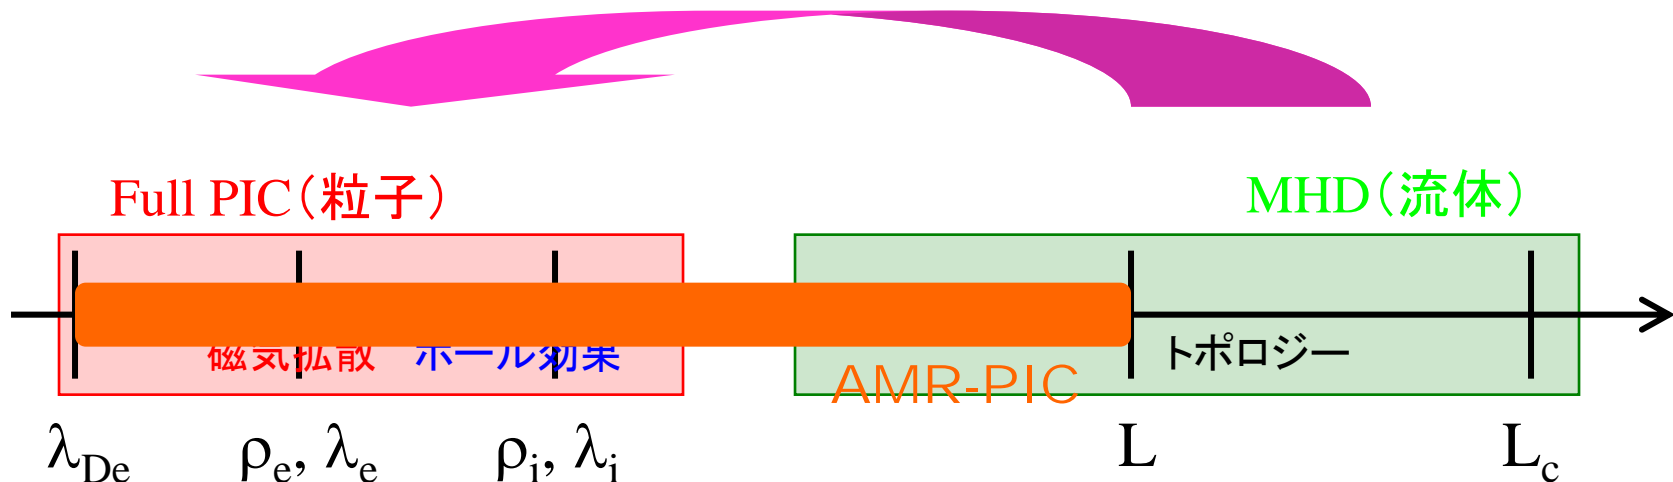 Full PIC(粒子)
MHD(流体)
磁気拡散 ホール効果
トポロジー
AMR-PIC
λDe ρe, λe ρi, λi L Lc